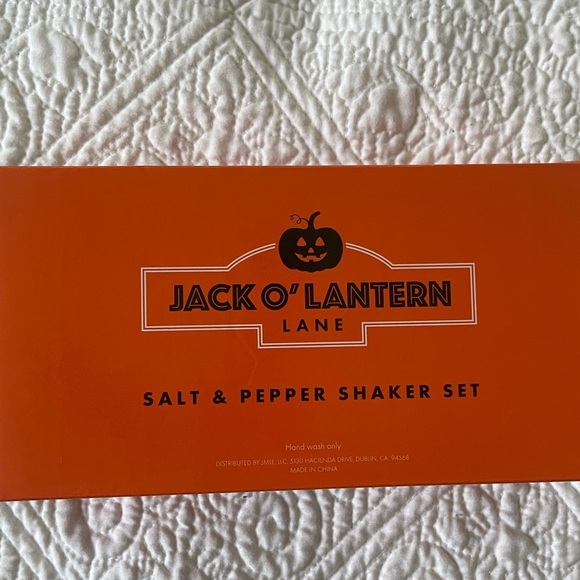 JACK O' LANTERN
LANE
SALT & PEPPER SHAKER SET
Hand wash only
DISTRIBUTED BY JMSE, LLC, 5130 HACIENDA DRIVE, DUBLIN, CA, 94568
MADE IN CHINA